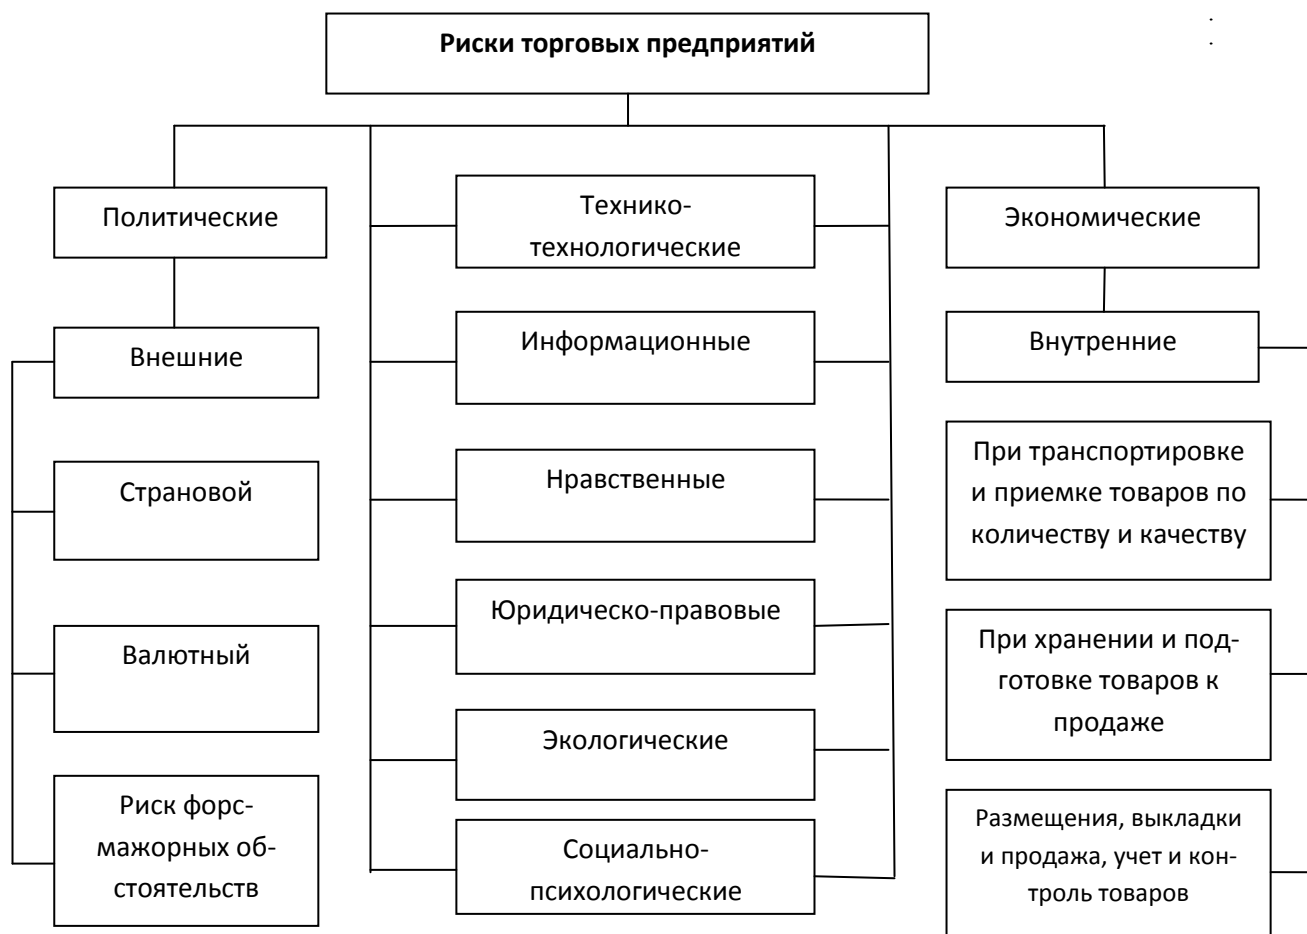 Риски торговых предприятий
Политические
Технико-
технологические
Экономические
Внешние
Информационные
Внутренние
Страновой
Нравственные
При транспортировке
и приемке товаров по
количеству и качеству
Валютный
Юридическо-правовые
При хранении и под-
готовке товаров к
продаже
Риск форс-
мажорных об-
стоятельств
Экологические
Социально-
психологические
Размещения, выкладки
и продажа, учет и кон-
троль товаров